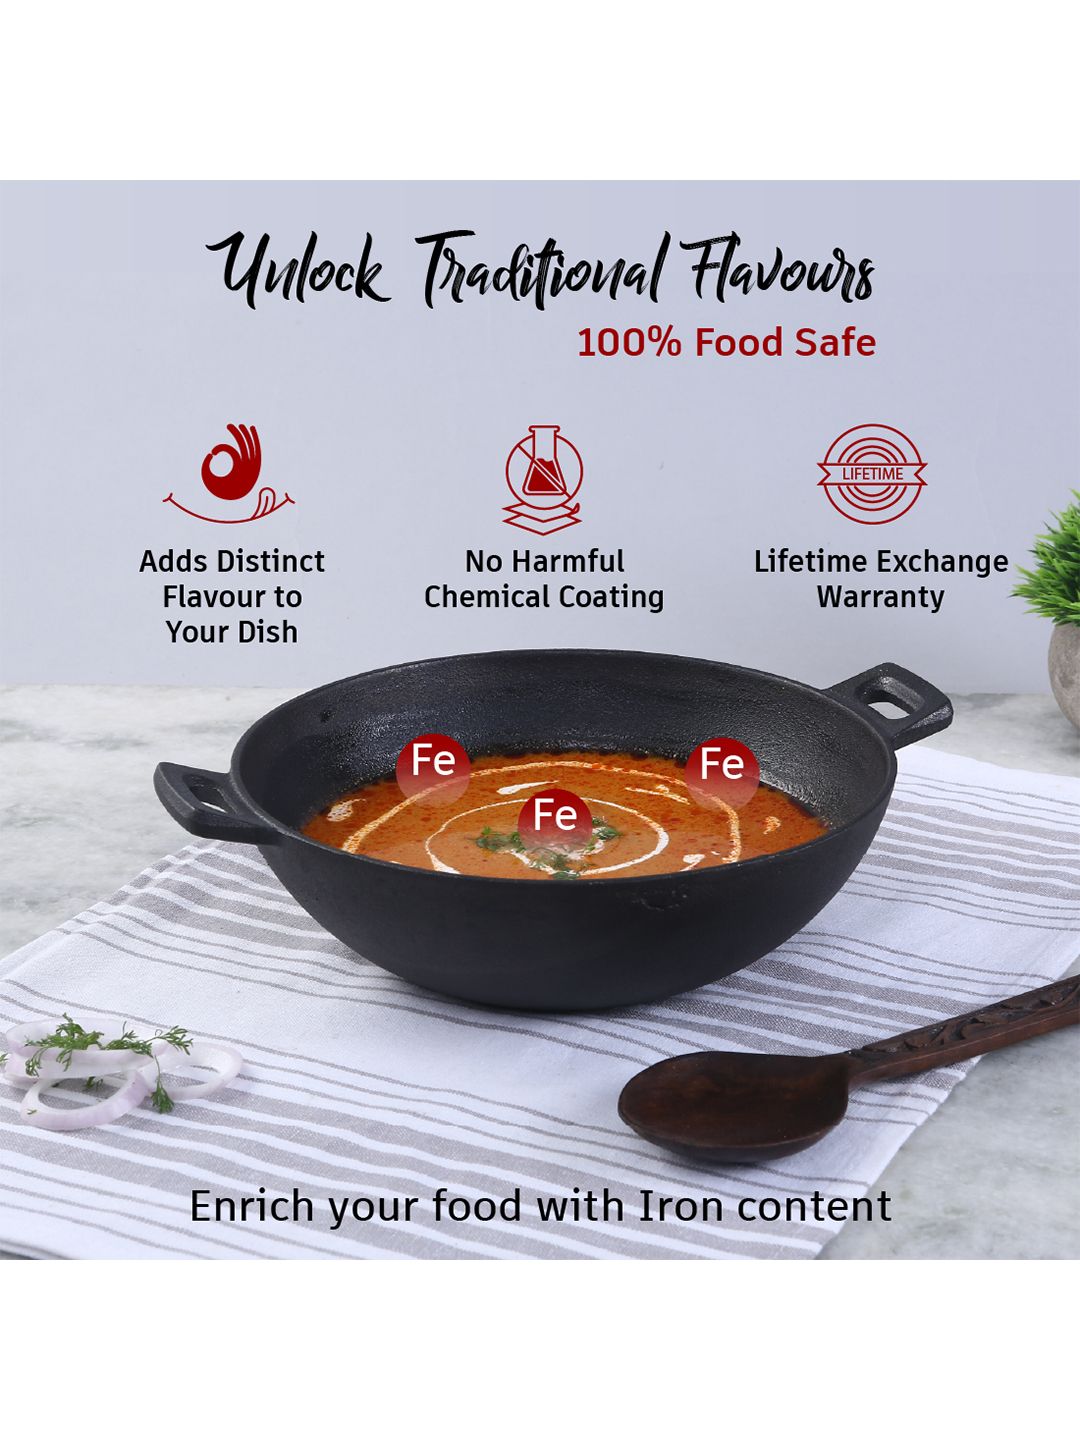 Unlock Traditional Flavours
100% Food Safe
LIFETIME
Adds Distinct
Flavour to
Your Dish
No Harmful
Chemical Coating
Lifetime Exchange
Warranty
Fe
Fe
Fe
Enrich your food with Iron content